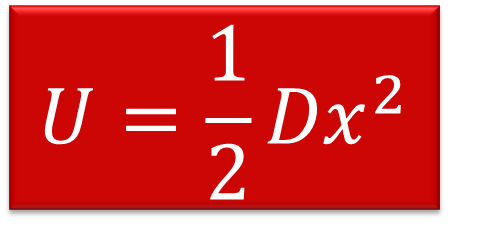 U = 1/2 Dx²